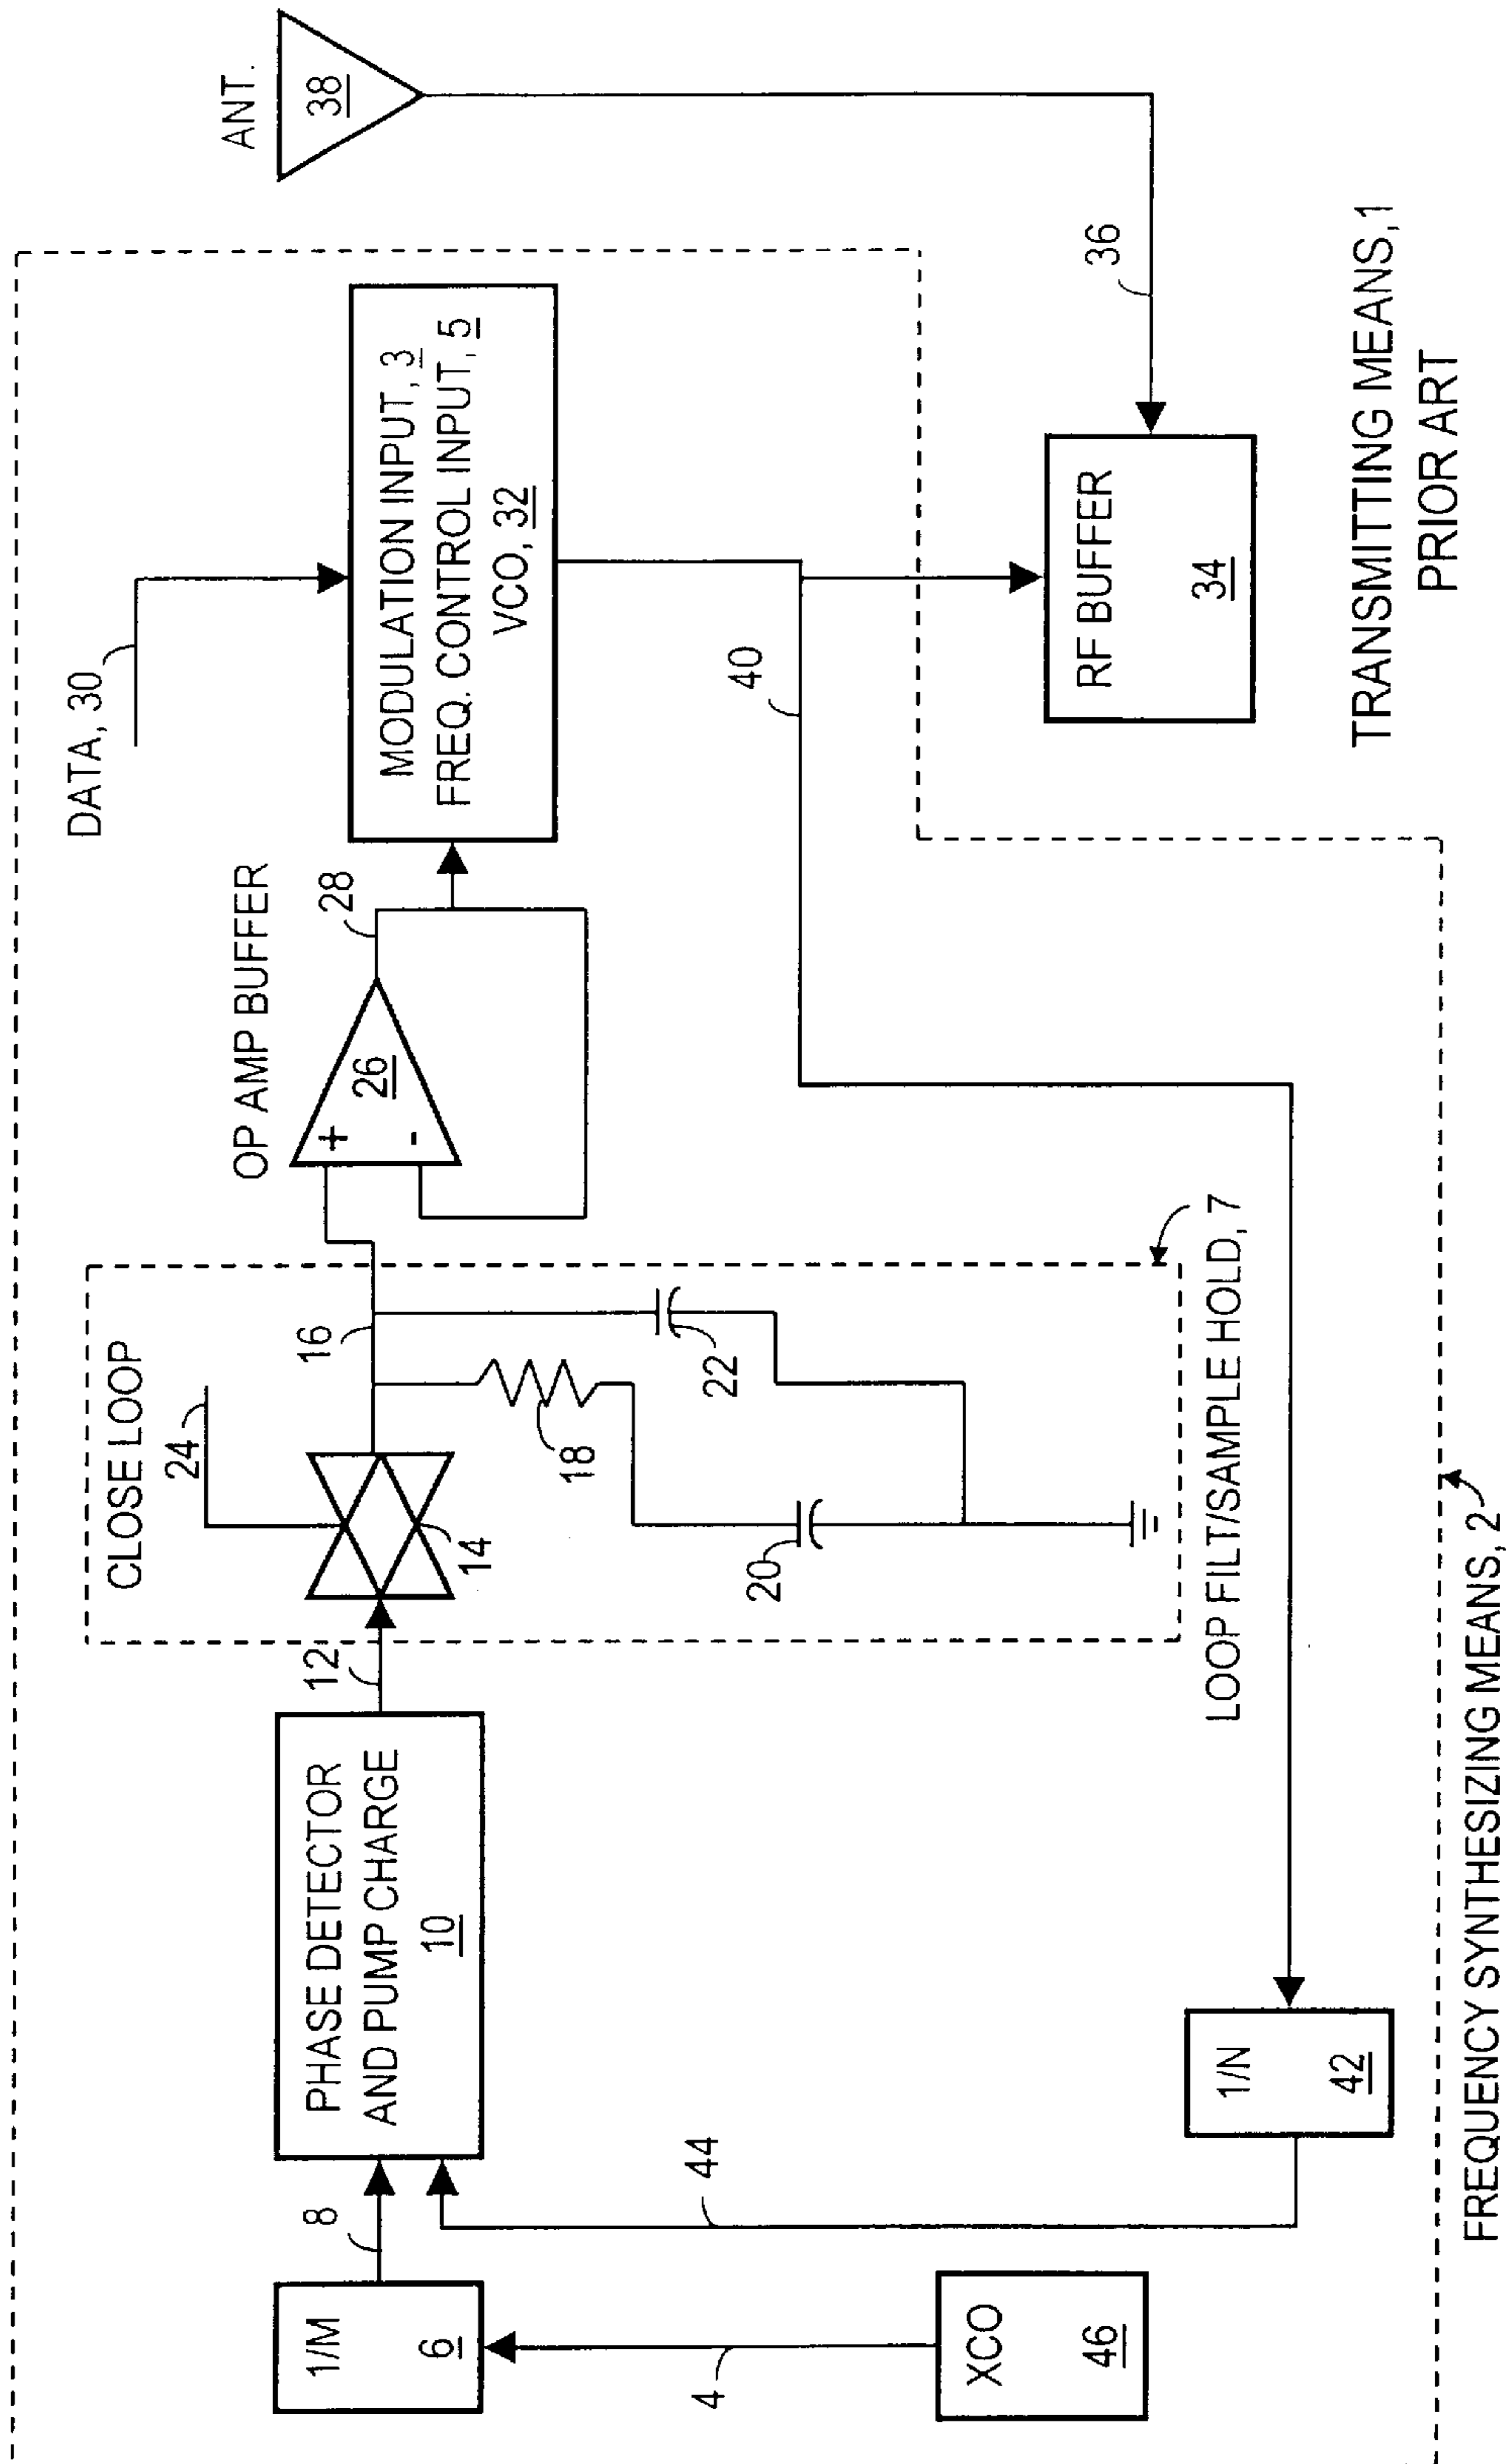 ANT.
38
DATA, 30
MODULATION INPUT, 3
FREQ. CONTROL INPUT, 5
VCO, 32
36
OP AMP BUFFER
28
26
+
-
40
RF BUFFER
34
TRANSMITTING MEANS, 1
PRIOR ART
CLOSE LOOP
24
16
14
18
22
20
LOOP FILT/SAMPLE HOLD, 7
12
PHASE DETECTOR
AND PUMP CHARGE
10
8
1/M
6
44
1/N
42
4
XCO
46
FREQUENCY SYNTHESIZING MEANS, 2